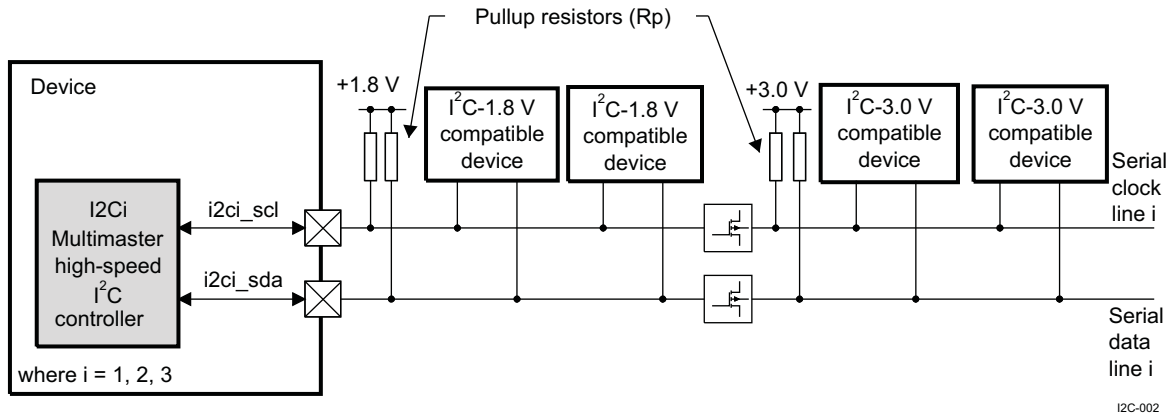 Pullup resistors (Rp)
Device
+1.8 V
I²C-1.8 V
compatible
device
I²C-1.8 V
compatible
device
+3.0 V
I²C-3.0 V
compatible
device
I²C-3.0 V
compatible
device
Serial
clock
line i
I2Ci
Multimaster
high-speed
I²C
controller
i2ci_scl
i2ci_sda
Serial
data
line i
where i = 1, 2, 3
I2C-002